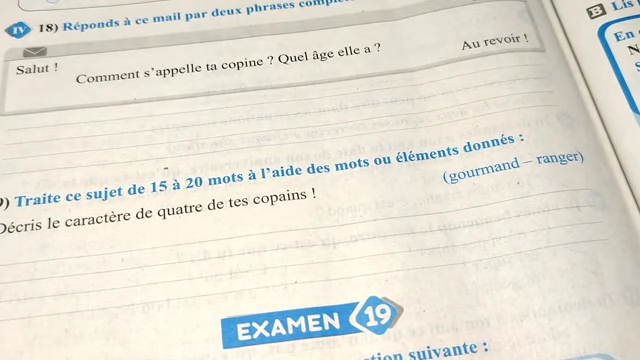 IV 18) Réponds à ce mail par deux phrases
Salut !
Comment s'appelle ta copine ? Quel âge elle a ?
Au revoir !
) Traite ce sujet de 15 à 20 mots à l'aide des mots ou éléments donnés :
(gourmand – ranger)
Décris le caractère de quatre de tes copains !
EXAMEN 19
suivante :
B Lis
En